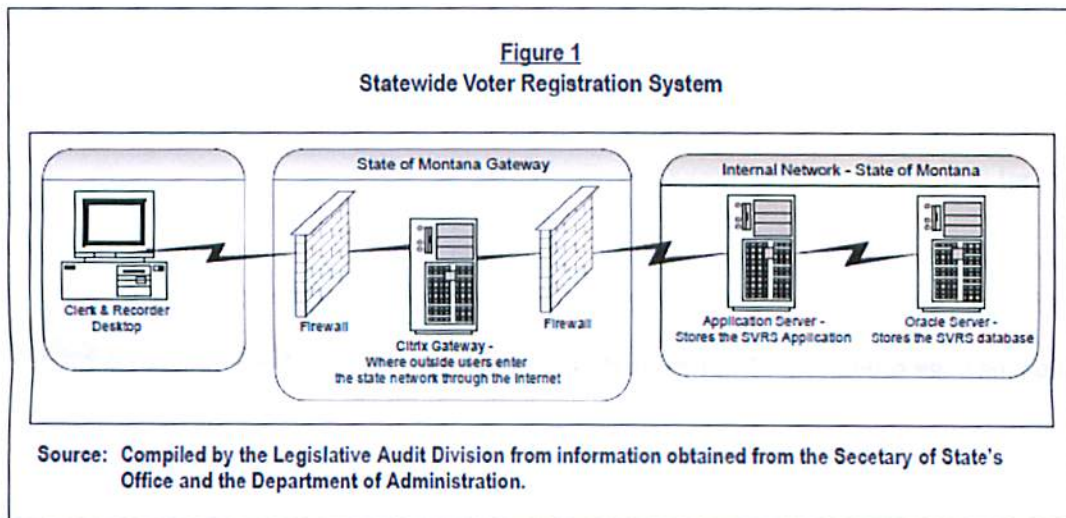 Figure 1
Statewide Voter Registration System
State of Montana Gateway
Internal Network - State of Montana
Clerk & Recorder
Desktop
Firewall
Citrix Gateway -
Where outside users enter
the state network through the Internet
Firewall
Application Server -
Stores the SVRS Application
Oracle Server -
Stores the SVRS database
Source: Compiled by the Legislative Audit Division from information obtained from the Secetary of State's
Office and the Department of Administration.